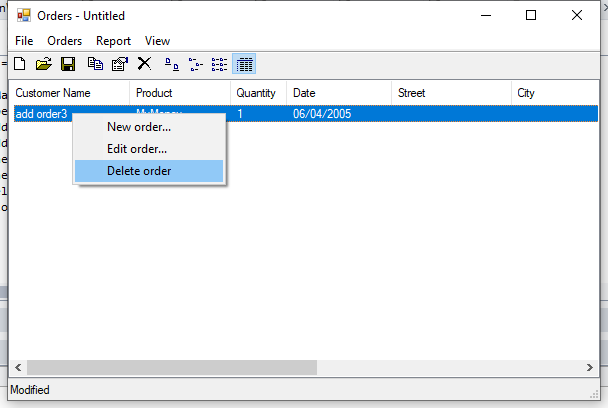 Orders - Untitled
File Orders Report View
Customer Name Product Quantity Date Street City
add order3 MyMoney 1 06/04/2005
New order...
Edit order...
Delete order
Modified